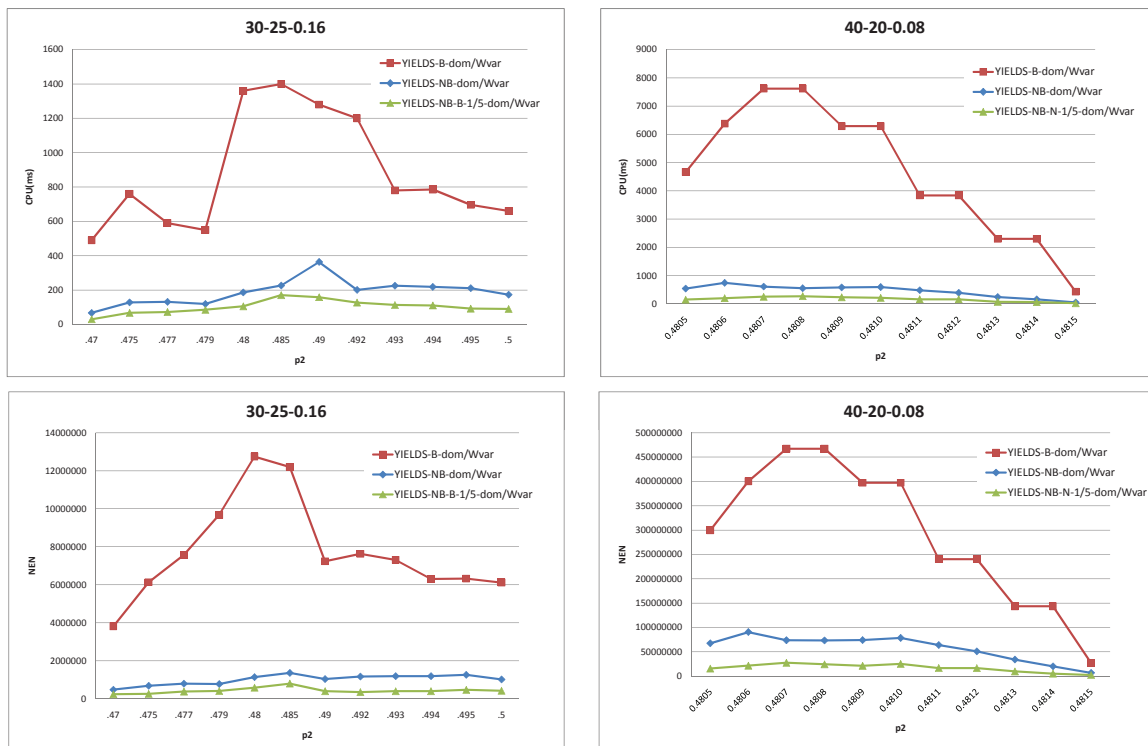 30-25-0.16
1600
1400
1200
1000
800
600
400
200
0
CPU(ms)
.47 .475 .477 .479 .48 .485 .49 .492 .493 .494 .495 .5
p2
YIELDS-B-dom/Wvar
YIELDS-NB-dom/Wvar
YIELDS-NB-B-1/5-dom/Wvar
40-20-0.08
9000
8000
7000
6000
5000
4000
3000
2000
1000
0
CPU(ms)
0.4805 0.4806 0.4807 0.4808 0.4809 0.4810 0.4811 0.4812 0.4813 0.4814 0.4815
p2
YIELDS-B-dom/Wvar
YIELDS-NB-dom/Wvar
YIELDS-NB-N-1/5-dom/Wvar
30-25-0.16
14000000
12000000
10000000
8000000
6000000
4000000
2000000
0
NEN
.47 .475 .477 .479 .48 .485 .49 .492 .493 .494 .495 .5
p2
YIELDS-B-dom/Wvar
YIELDS-NB-dom/Wvar
YIELDS-NB-B-1/5-dom/Wvar
40-20-0.08
500000000
450000000
400000000
350000000
300000000
250000000
200000000
150000000
100000000
50000000
0
NEN
0.4805 0.4806 0.4807 0.4808 0.4809 0.4810 0.4811 0.4812 0.4813 0.4814 0.4815
p2
YIELDS-B-dom/Wvar
YIELDS-NB-dom/Wvar
YIELDS-NB-N-1/5-dom/Wvar